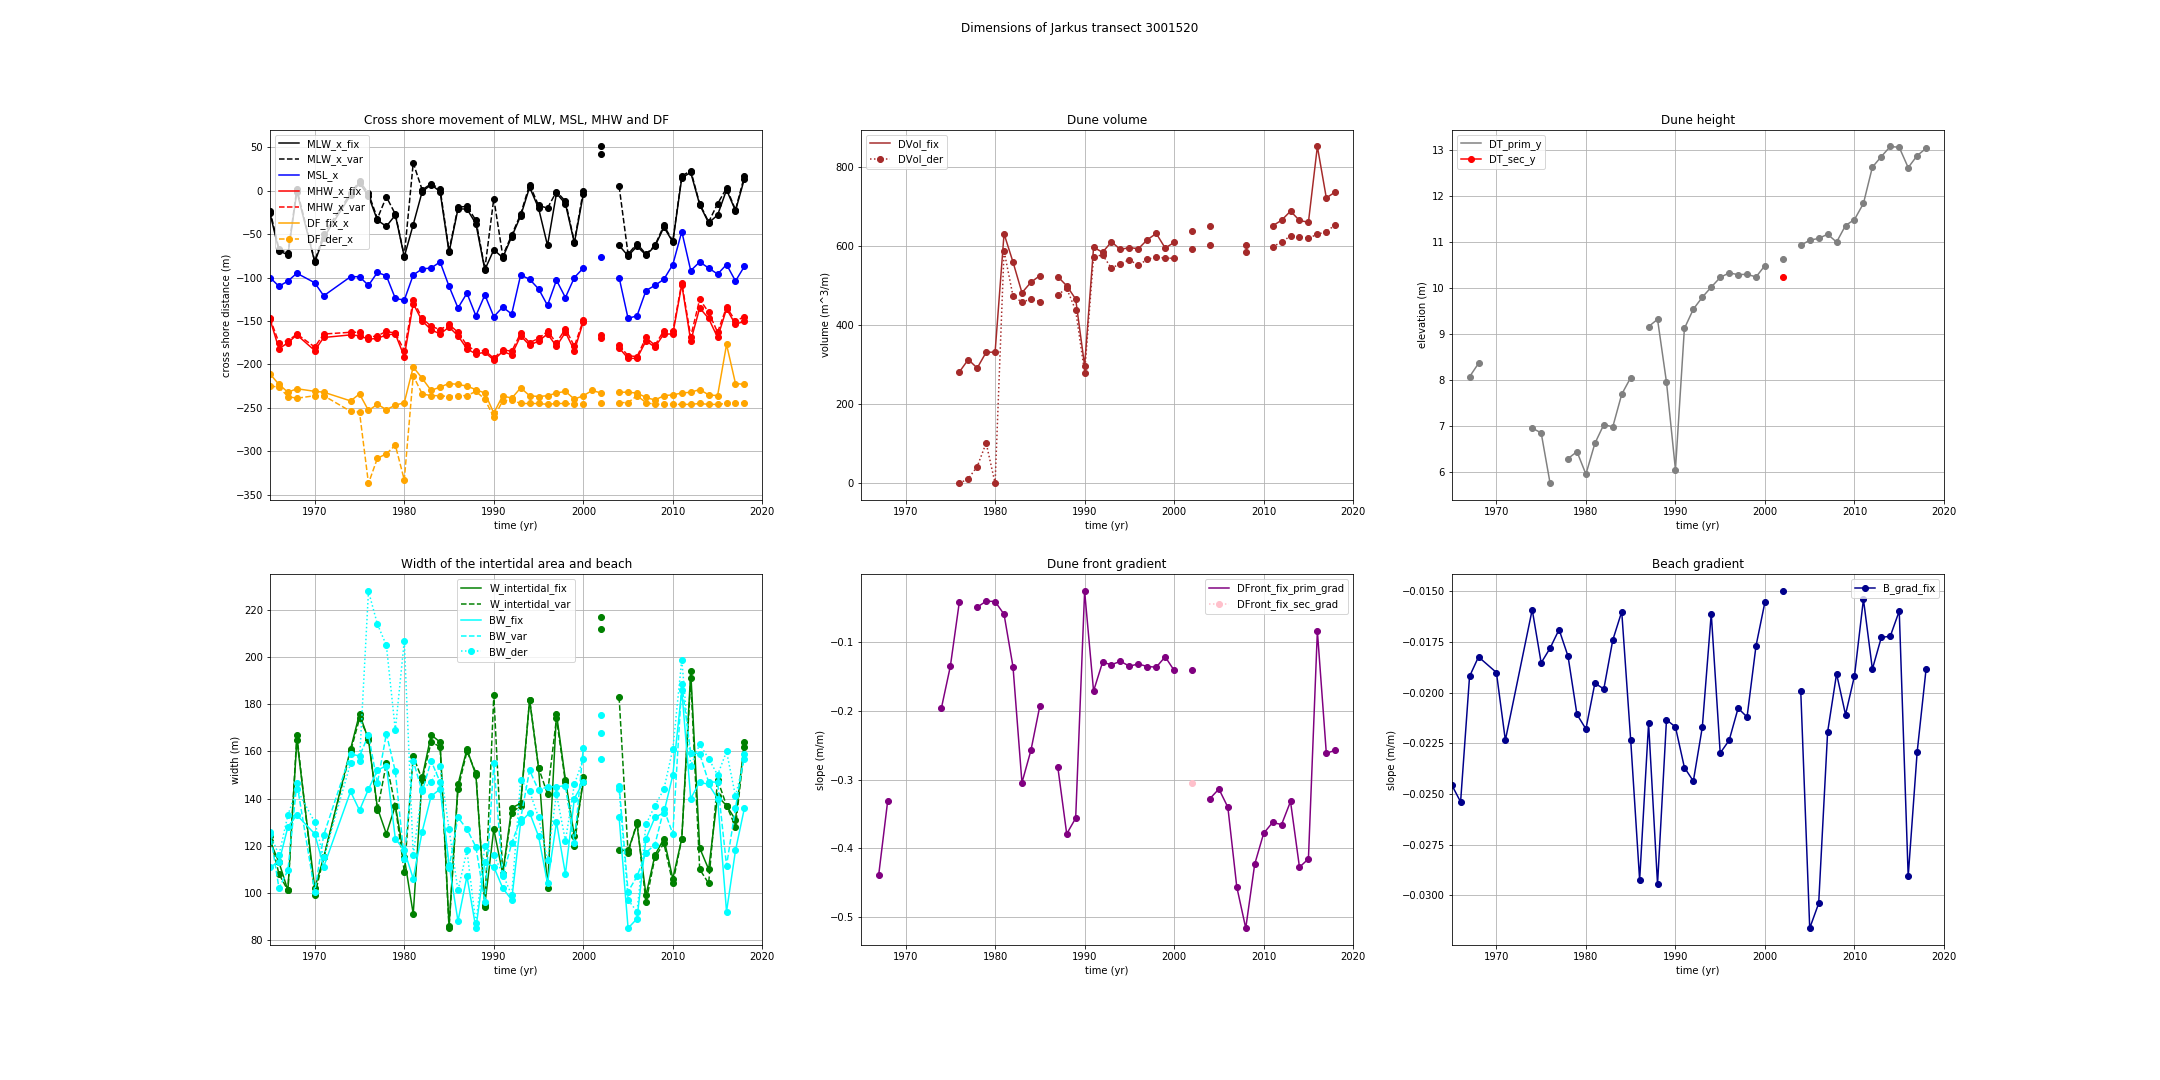 Dimensions of Jarkus transect 3001520
Cross shore movement of MLW, MSL, MHW and DF
cross shore distance (m)
50
0
−50
−100
−150
−200
−250
−300
−350
MLW_x_fix
MLW_x_var
MSL_x
MHW_x_fix
MHW_x_var
DF_fix_x
DF_der_x
1970
1980
1990
2000
2010
2020
time (yr)
Dune volume
volume (m^3/m)
800
600
400
200
0
DVol_fix
DVol_der
1970
1980
1990
2000
2010
2020
time (yr)
Dune height
elevation (m)
13
12
11
10
9
8
7
6
DT_prim_y
DT_sec_y
1970
1980
1990
2000
2010
2020
time (yr)
Width of the intertidal area and beach
width (m)
220
200
180
160
140
120
100
80
W_intertidal_fix
W_intertidal_var
BW_fix
BW_var
BW_der
1970
1980
1990
2000
2010
2020
time (yr)
Dune front gradient
slope (m/m)
−0.1
−0.2
−0.3
−0.4
−0.5
DFront_fix_prim_grad
DFront_fix_sec_grad
1970
1980
1990
2000
2010
2020
time (yr)
Beach gradient
slope (m/m)
−0.0150
−0.0175
−0.0200
−0.0225
−0.0250
−0.0275
−0.0300
B_grad_fix
1970
1980
1990
2000
2010
2020
time (yr)